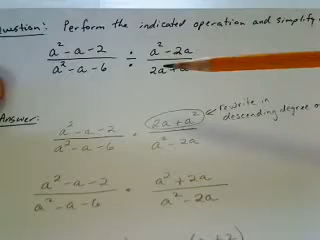 Question: Perform the indicated operation and simplify
a² - a - 2 / a² - a - 6 ÷ a² - 2a / 2a +
Answer:
a² - a - 2 / a² - a - 6 · 2a + a² / a² - 2a ← rewrite in
descending degree
a² - a - 2 / a² - a - 6 · a² + 2a / a² - 2a